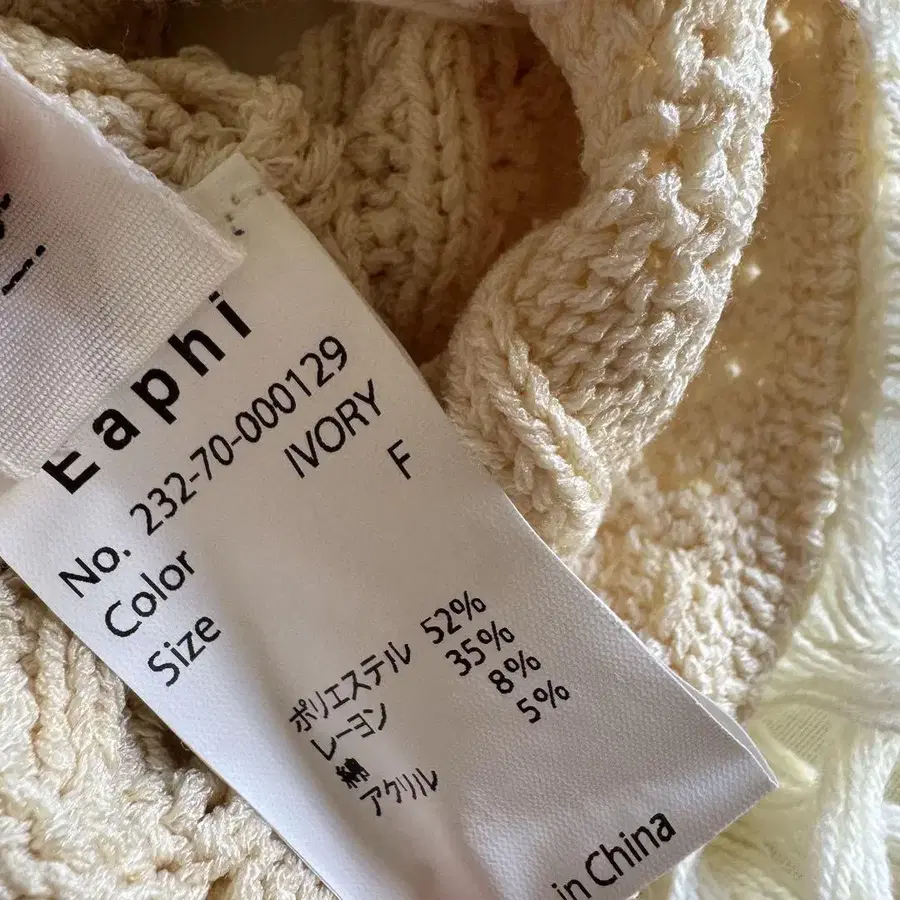 Eaphi
No. 232-70-000129
Color IVORY
Size F
ポリエステル 52%
レーヨン 35%
綿 8%
アクリル 5%
in China